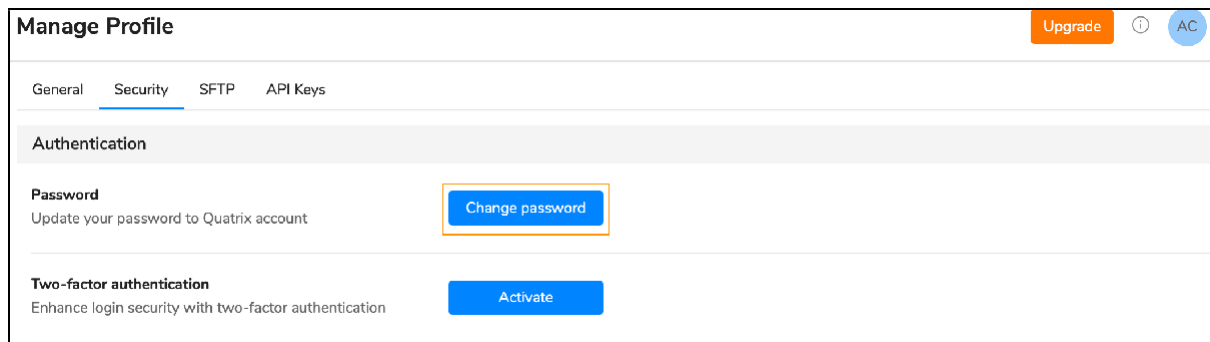 Manage Profile
Upgrade
AC
General Security SFTP API Keys
Authentication
Password
Update your password to Quatrix account
Change password
Two-factor authentication
Enhance login security with two-factor authentication
Activate